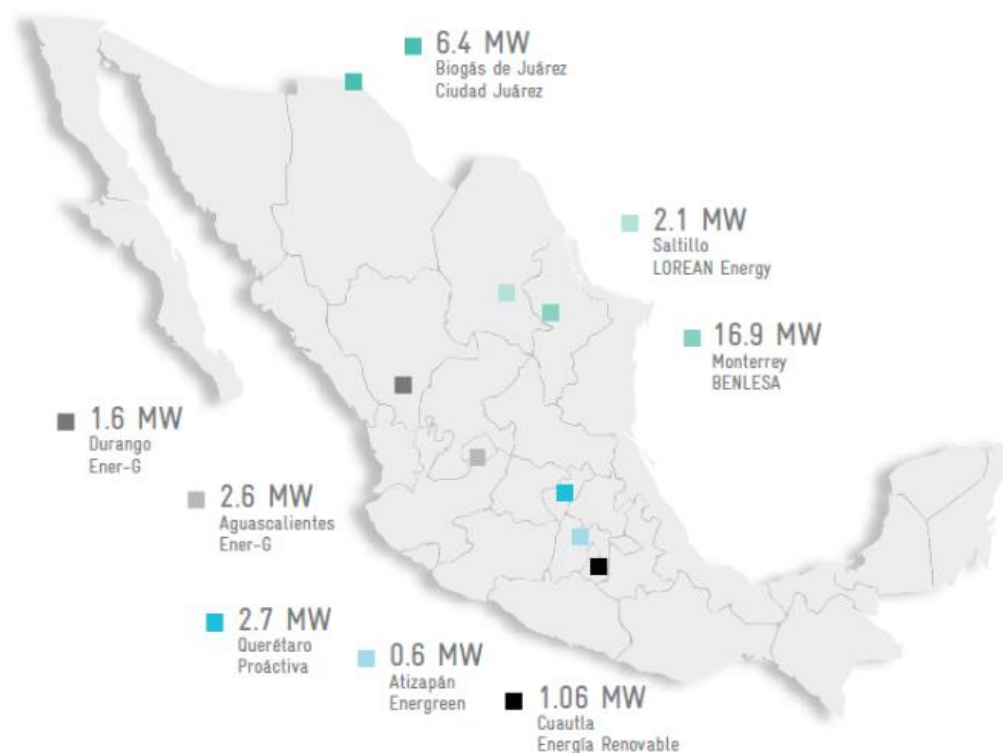 6.4 MW
Biogás de Juárez
Ciudad Juárez
2.1 MW
Saltillo
LOREAN Energy
16.9 MW
Monterrey
BENLESA
1.6 MW
Durango
Ener-G
2.6 MW
Aguascalientes
Ener-G
2.7 MW
Querétaro
Proáctiva
0.6 MW
Atizapán
Energreen
1.06 MW
Cuautla
Energía Renovable